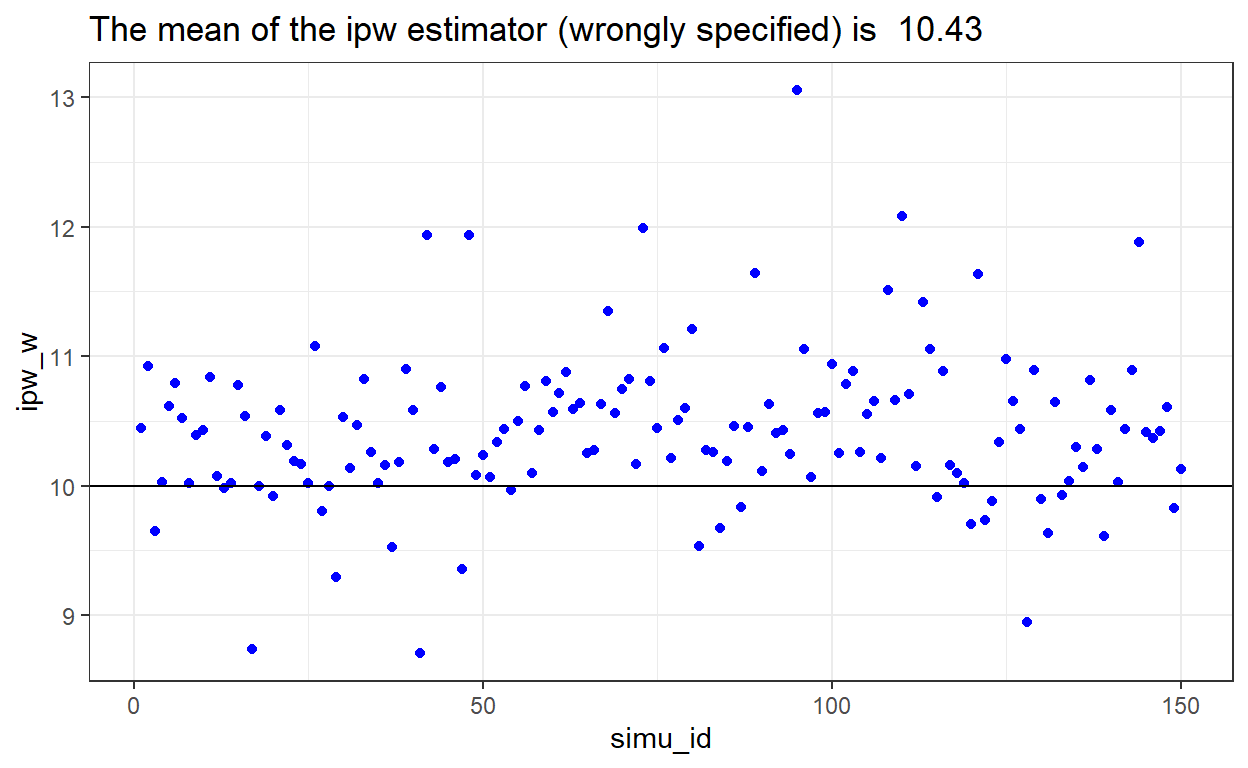 The mean of the ipw estimator (wrongly specified) is  10.43
13
12
11
10
9
ipw_w
0 50 100 150
simu_id